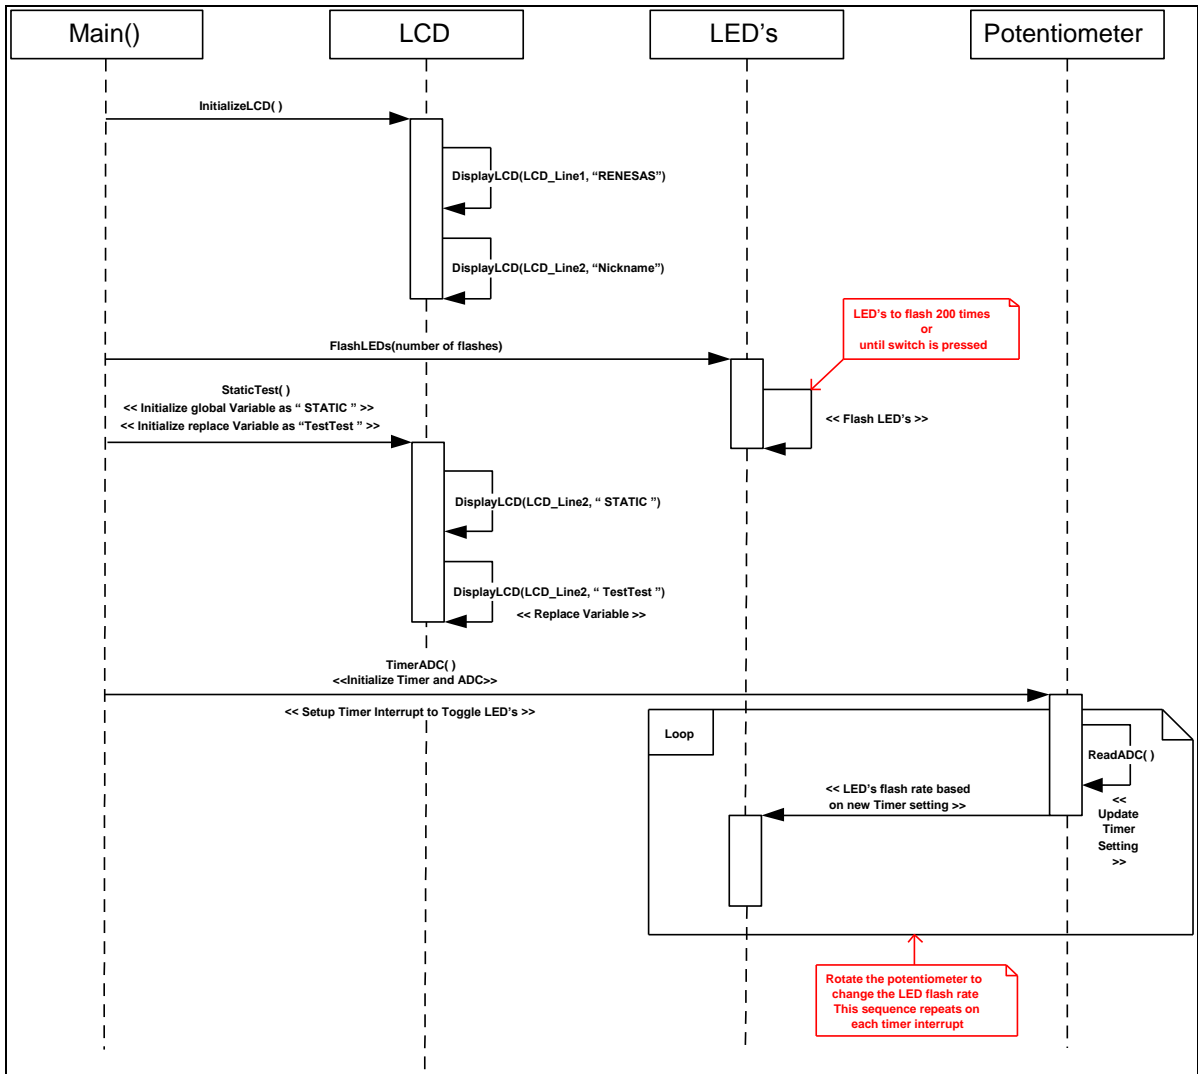 Main()
LCD
LED's
Potentiometer
InitializeLCD( )
DisplayLCD(LCD_Line1, “RENESAS”)
DisplayLCD(LCD_Line2, “Nickname”)
LED's to flash 200 times
or
until switch is pressed
FlashLEDs(number of flashes)
<< Flash LED's >>
StaticTest( )
<< Initialize global Variable as “ STATIC ” >>
<< Initialize replace Variable as “TestTest ” >>
DisplayLCD(LCD_Line2, “ STATIC ”)
DisplayLCD(LCD_Line2, “ TestTest ”)
<< Replace Variable >>
TimerADC( )
<<Initialize Timer and ADC>>
<< Setup Timer Interrupt to Toggle LED's >>
Loop
ReadADC( )
<< LED's flash rate based
on new Timer setting >>
<<
Update
Timer
Setting
>>
Rotate the potentiometer to
change the LED flash rate
This sequence repeats on
each timer interrupt